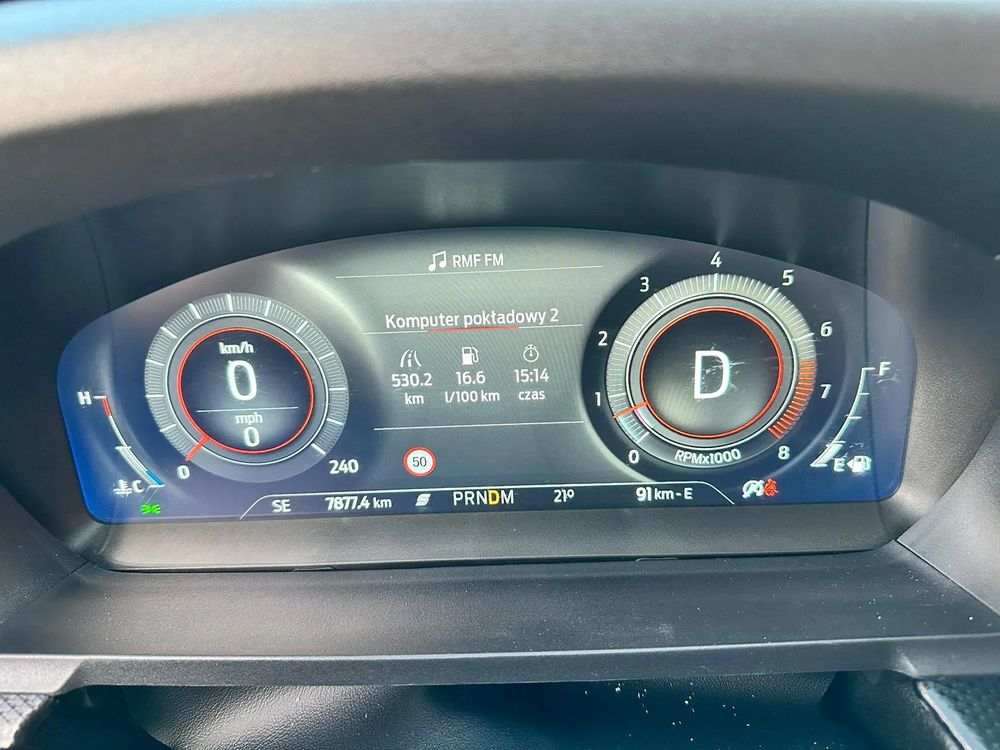 RMF FM
Komputer pokładowy 2
530.2 16.6 15:14
km l/100 km czas
50
km/h
0
mph
0
0 240
H
C
D
0 1 2 3 4 5 6 7 8
RPMx1000
F
E
SE 7877.4 km PRNDM 21° 91 km - E